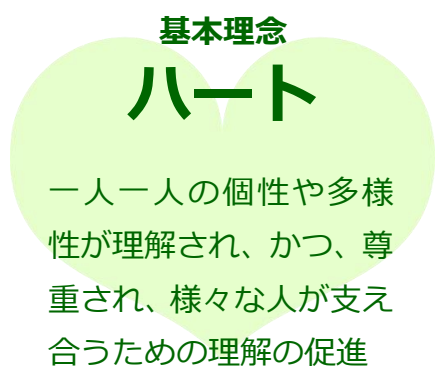 基本理念
ハート
一人一人の個性や多様
性が理解され、かつ、尊
重され、様々な人が支え
合うための理解の促進